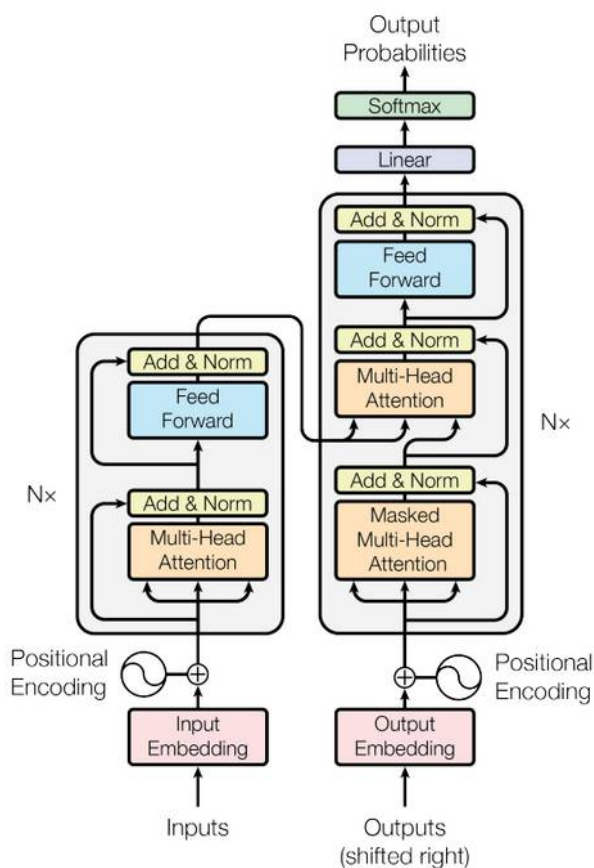 Output
Probabilities
Softmax
Linear
Add & Norm
Feed
Forward
Add & Norm
Multi-Head
Attention
Add & Norm
Masked
Multi-Head
Attention
N×
Add & Norm
Feed
Forward
Add & Norm
Multi-Head
Attention
N×
Positional
Encoding
Positional
Encoding
Input
Embedding
Output
Embedding
Inputs
Outputs
(shifted right)